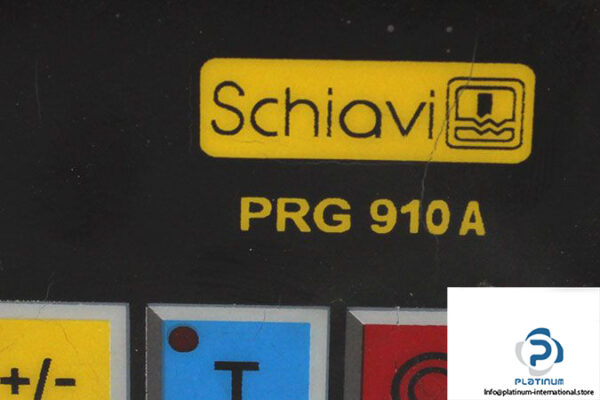 Schiavi
PRG 910 A
+/-
T
PLATINUM
Info@platinum-international.store